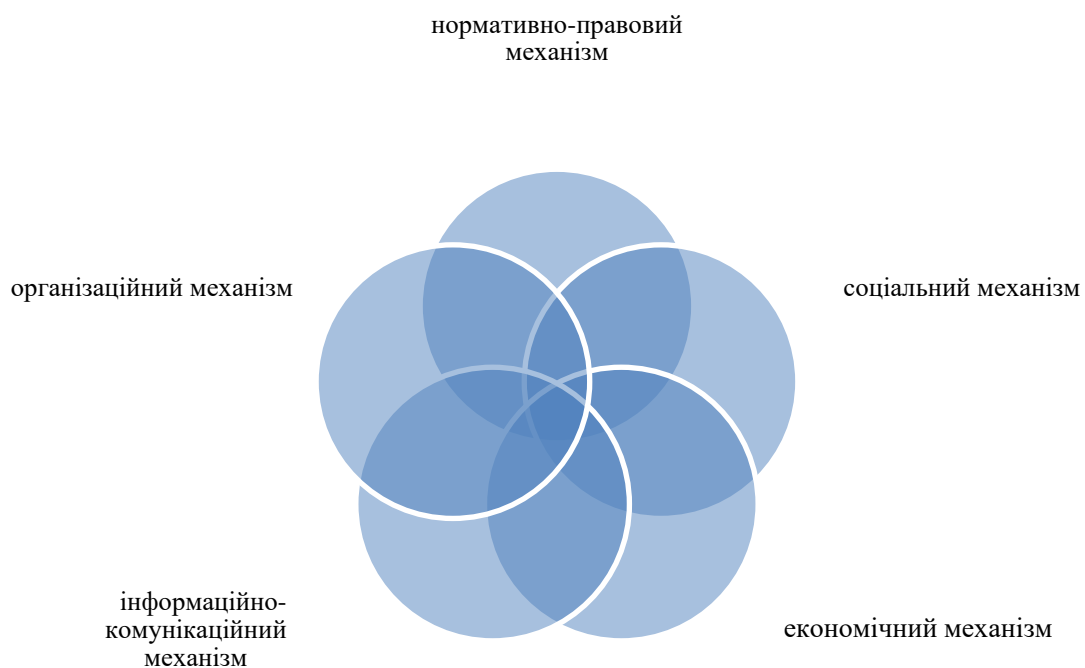 нормативно-правовий
механізм
організаційний механізм
соціальний механізм
інформаційно-
комунікаційний
механізм
економічний механізм